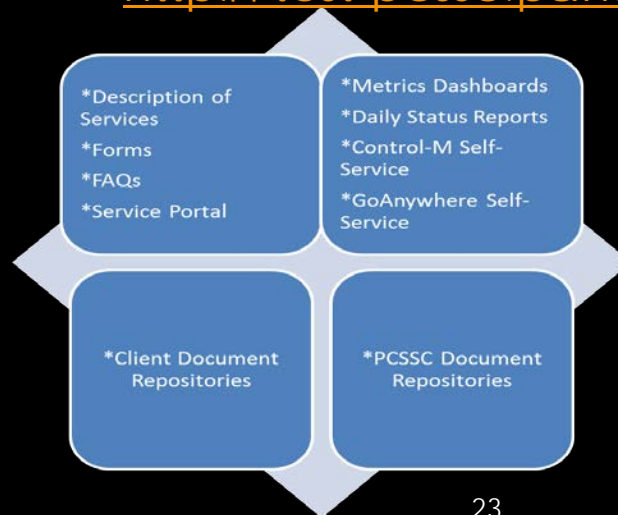 *Description of
Services
*Forms
*FAQs
*Service Portal
*Metrics Dashboards
*Daily Status Reports
*Control-M Self-
Service
*GoAnywhere Self-
Service
*Client Document
Repositories
*PCSSC Document
Repositories
23